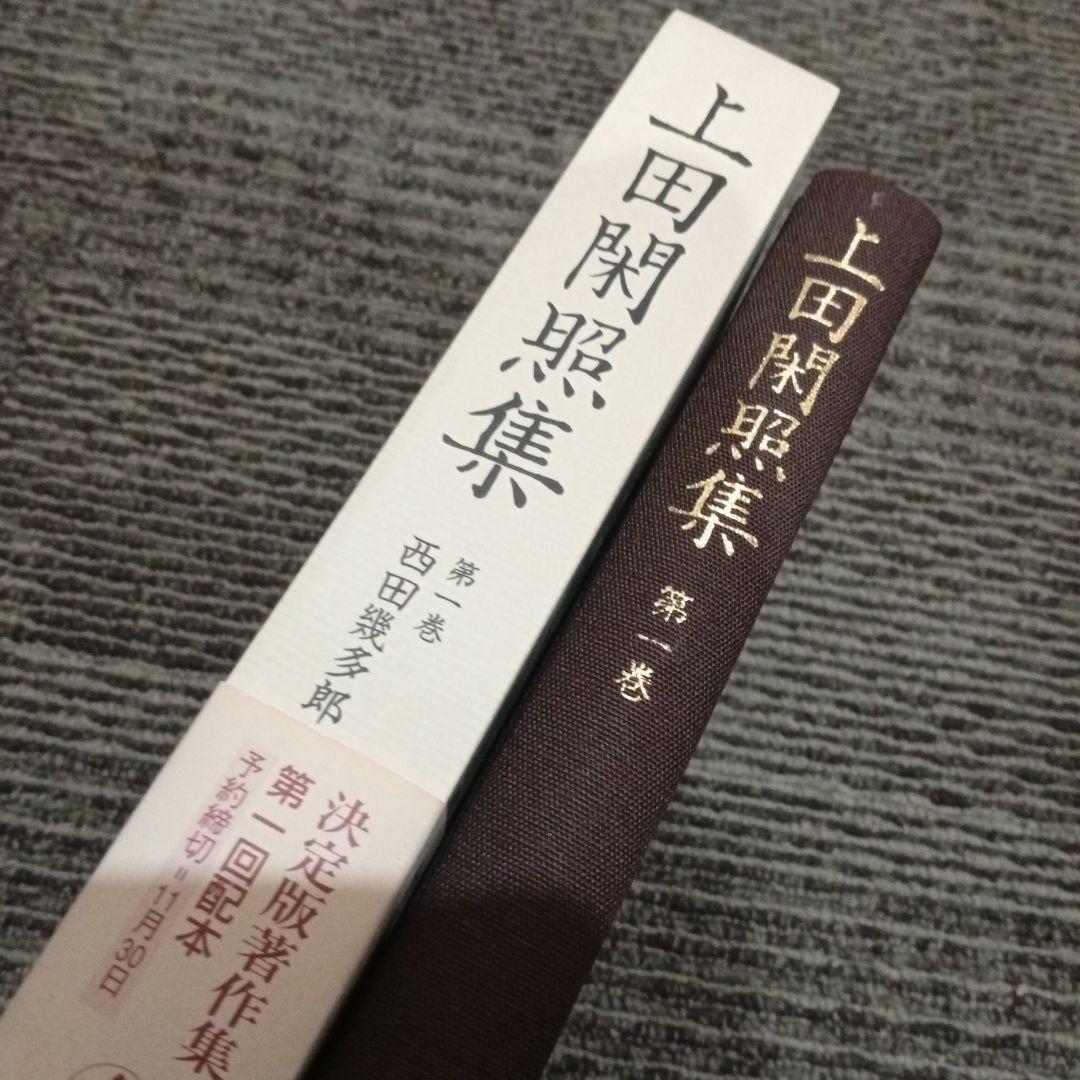 上田閑照集
第一巻
西田幾多郎
決定版著作集
第一回配本
予約締切=11月30日
上田閑照集
第一巻